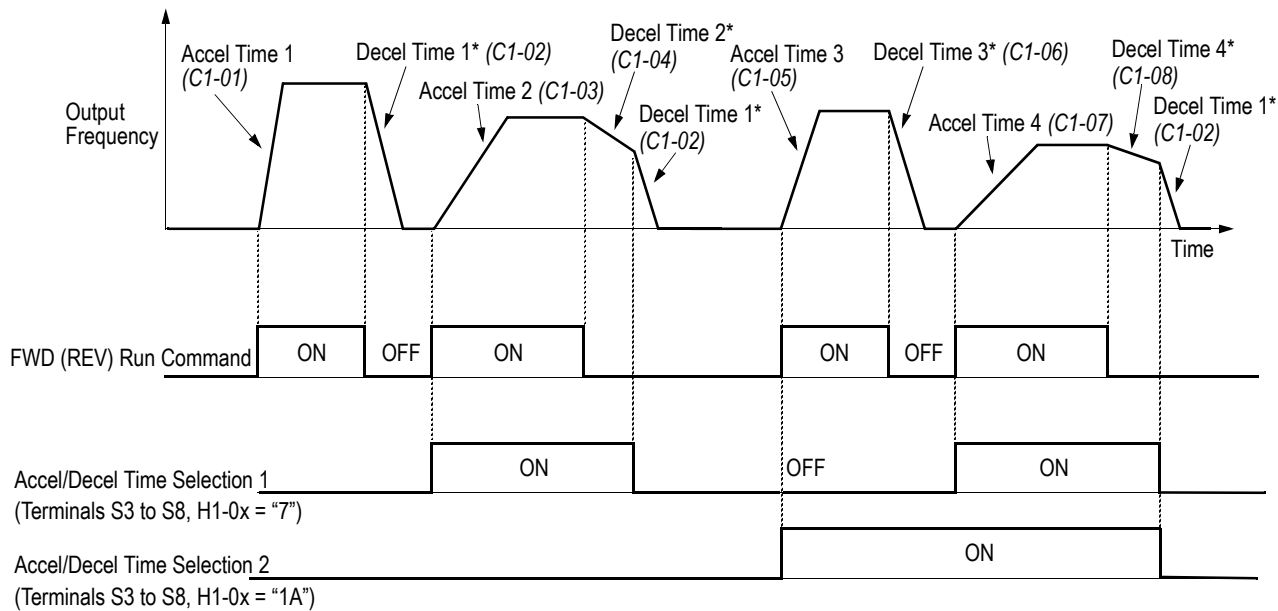 Output
Frequency
Accel Time 1
(C1-01)
Decel Time 1* (C1-02)
Accel Time 2 (C1-03)
Decel Time 2*
(C1-04)
Decel Time 1*
(C1-02)
Accel Time 3
(C1-05)
Decel Time 3* (C1-06)
Accel Time 4 (C1-07)
Decel Time 4*
(C1-08)
Decel Time 1*
(C1-02)
Time
FWD (REV) Run Command
ON
OFF
ON
ON
OFF
ON
Accel/Decel Time Selection 1
(Terminals S3 to S8, H1-0x = “7”)
ON
OFF
ON
Accel/Decel Time Selection 2
(Terminals S3 to S8, H1-0x = “1A”)
ON